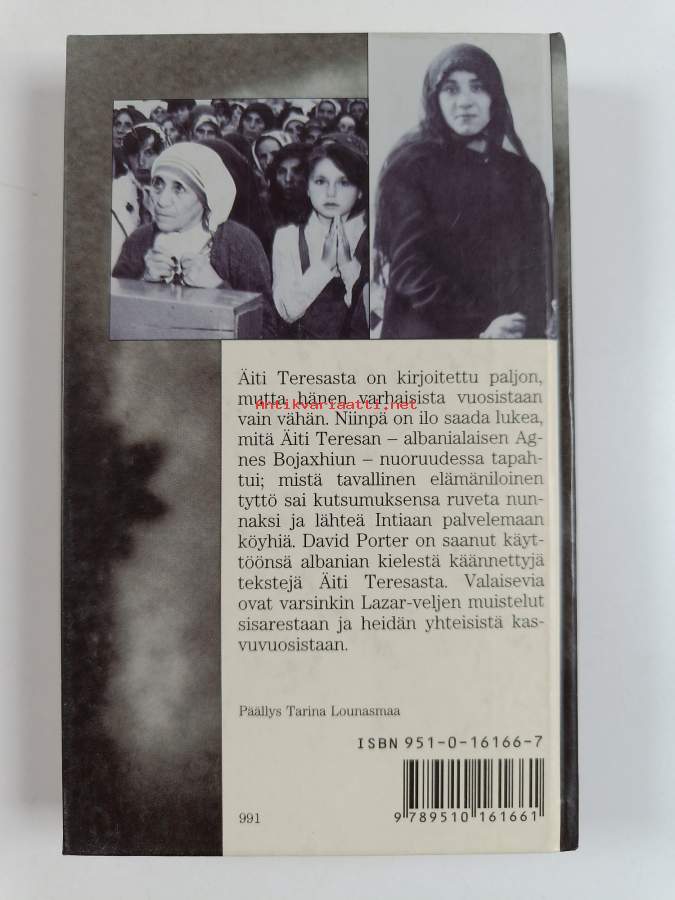 Äiti Teresasta on kirjoitettu paljon,
mutta hänen varhaisista vuosistaan
Antikvariaatti.net
vain vähän. Niinpä on ilo saada lukea,
mitä Äiti Teresan – albanialaisen Ag-
nes Bojaxhiun – nuoruudessa tapah-
tui; mistä tavallinen elämäniloinen
tyttö sai kutsumuksensa ruveta nun-
naksi ja lähteä Intiaan palvelemaan
köyhiä. David Porter on saanut käyt-
töönsä albanian kielestä käännettyjä
tekstejä Äiti Teresasta. Valaisevia
ovat varsinkin Lazar-veljen muistelut
sisarestaan ja heidän yhteisistä kas-
vuvuosistaan.
Päällys Tarina Lounasmaa
ISBN 951-0-16166-7
9 789510 161661
991